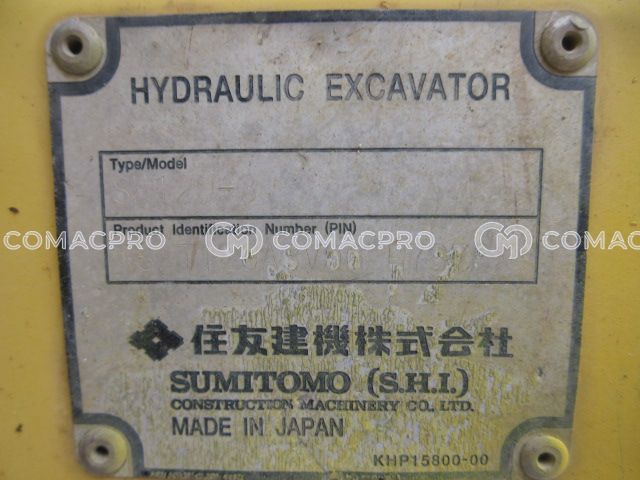 HYDRAULIC EXCAVATOR
Type/Model
Product Identification Number (PIN)
COMACPRO COMACPRO COMACPRO
住友建機株式会社
SUMITOMO (S.H.I.)
CONSTRUCTION MACHINERY CO., LTD.
MADE IN JAPAN
KHP15800-00